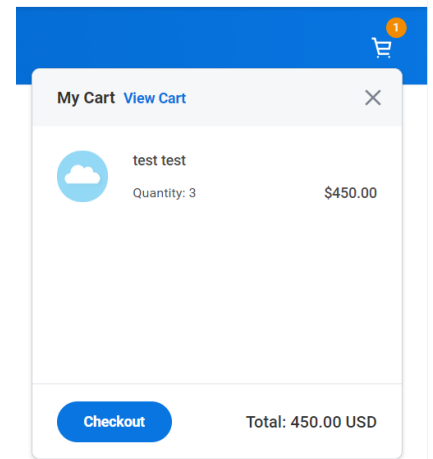 1
My Cart View Cart
test test
Quantity: 3 $450.00
Checkout Total: 450.00 USD